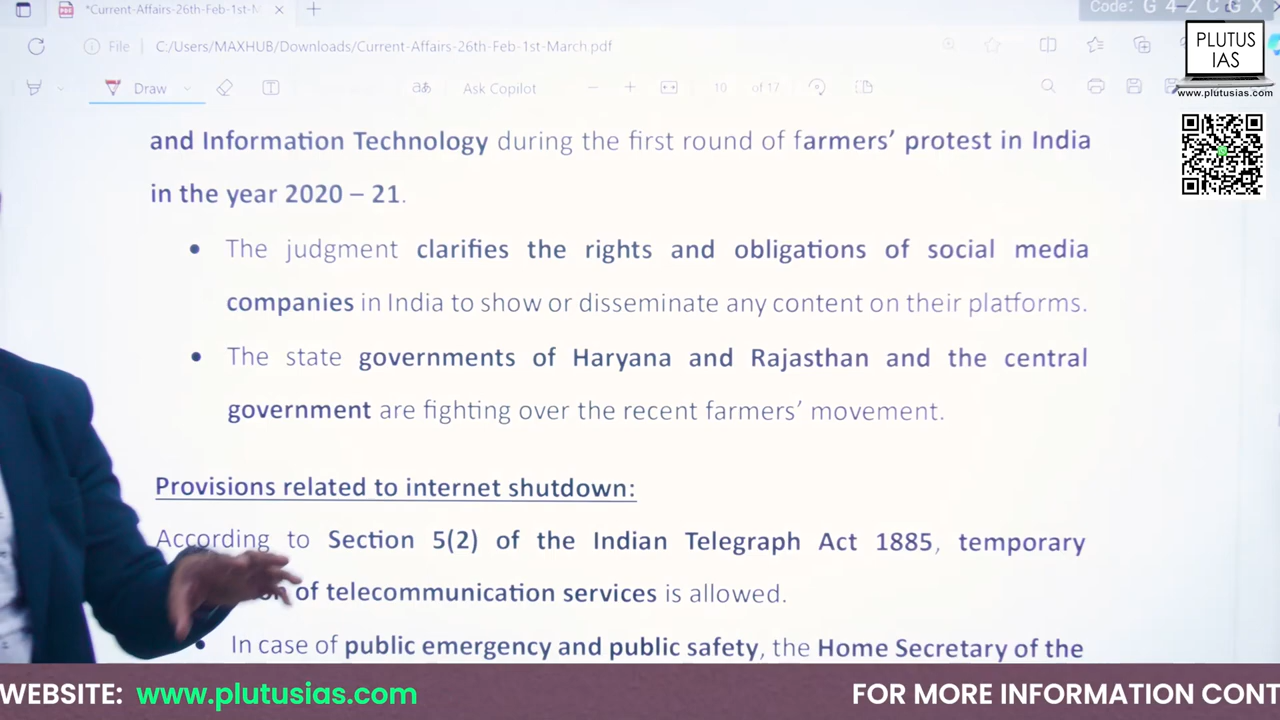 *Current-Affairs-26th-Feb-1st-M
Code: G 4-Z C G X
File | C:/Users/MAXHUB/Downloads/Current-Affairs-26th-Feb-1st-March.pdf
Draw
Ask Copilot
10 of 17
PLUTUS
IAS
www.plutusias.com
and Information Technology during the first round of farmers’ protest in India
in the year 2020 – 21.
• The judgment clarifies the rights and obligations of social media
companies in India to show or disseminate any content on their platforms.
• The state governments of Haryana and Rajasthan and the central
government are fighting over the recent farmers’ movement.
Provisions related to internet shutdown:
According to Section 5(2) of the Indian Telegraph Act 1885, temporary
of telecommunication services is allowed.
• In case of public emergency and public safety, the Home Secretary of the
WEBSITE: www.plutusias.com
FOR MORE INFORMATION CONT